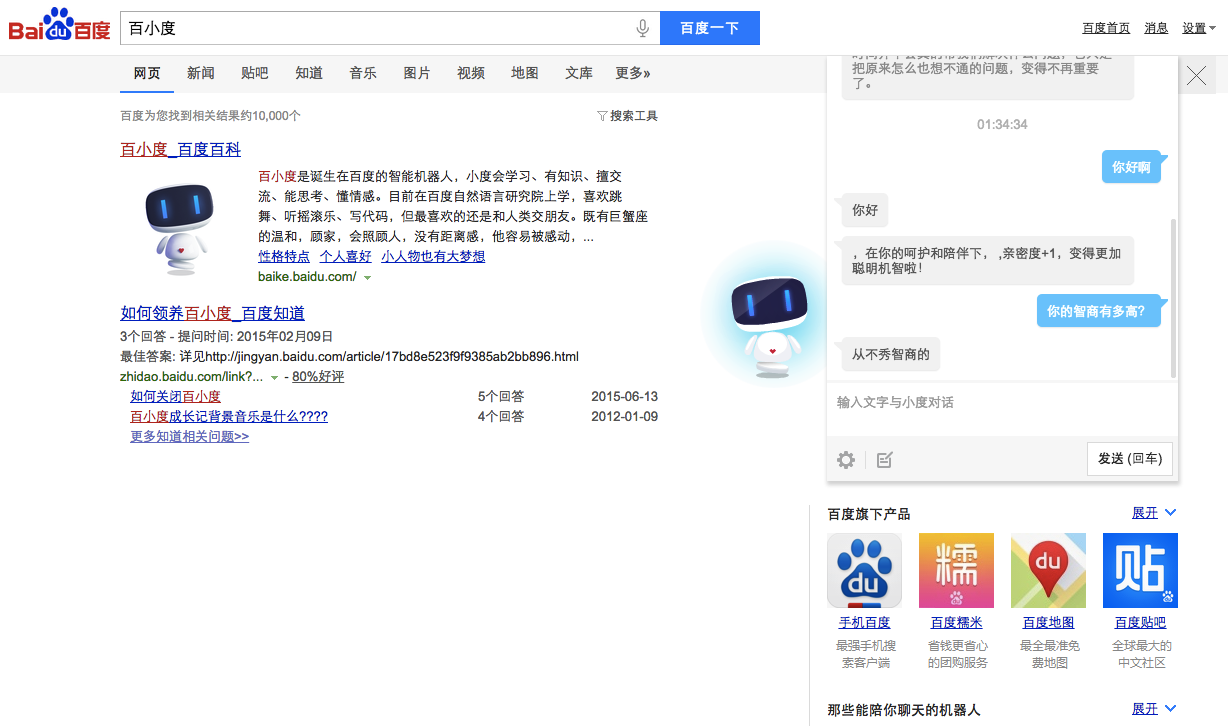 Bai du 百度
百小度
百度一下
百度首页 消息 设置
网页 新闻 贴吧 知道 音乐 图片 视频 地图 文库 更多»
百度为您找到相关结果约10,000个
搜索工具
百小度_百度百科
百小度是诞生在百度的智能机器人，小度会学习、有知识、擅交
流、能思考、懂情感。目前在百度自然语言研究院上学，喜欢跳
舞、听摇滚乐、写代码，但最喜欢的还是和人类交朋友。既有巨蟹座
的温和，顾家，会照顾人，没有距离感，他容易被感动，...
性格特点 个人喜好 小人物也有大梦想
baike.baidu.com/
如何领养百小度_百度知道
3个回答 - 提问时间: 2015年02月09日
最佳答案: 详见http://jingyan.baidu.com/article/17bd8e523f9f9385ab2bb896.html
zhidao.baidu.com/link?... - 80%好评
如何关闭百小度 5个回答 2015-06-13
百小度成长记背景音乐是什么???? 4个回答 2012-01-09
更多知道相关问题>>
把原来怎么也想不通的问题，变得不再重要
了。
01:34:34
你好啊
你好
，在你的呵护和陪伴下，,亲密度+1，变得更加
聪明机智啦！
你的智商有多高?
从不秀智商的
输入文字与小度对话
发送 (回车)
百度旗下产品 展开
du 糯 du 贴
手机百度 百度糯米 百度地图 百度贴吧
最强手机搜 省钱更省心 最全最准免 全球最大的
索客户端 的团购服务 费地图 中文社区
那些能陪你聊天的机器人 展开